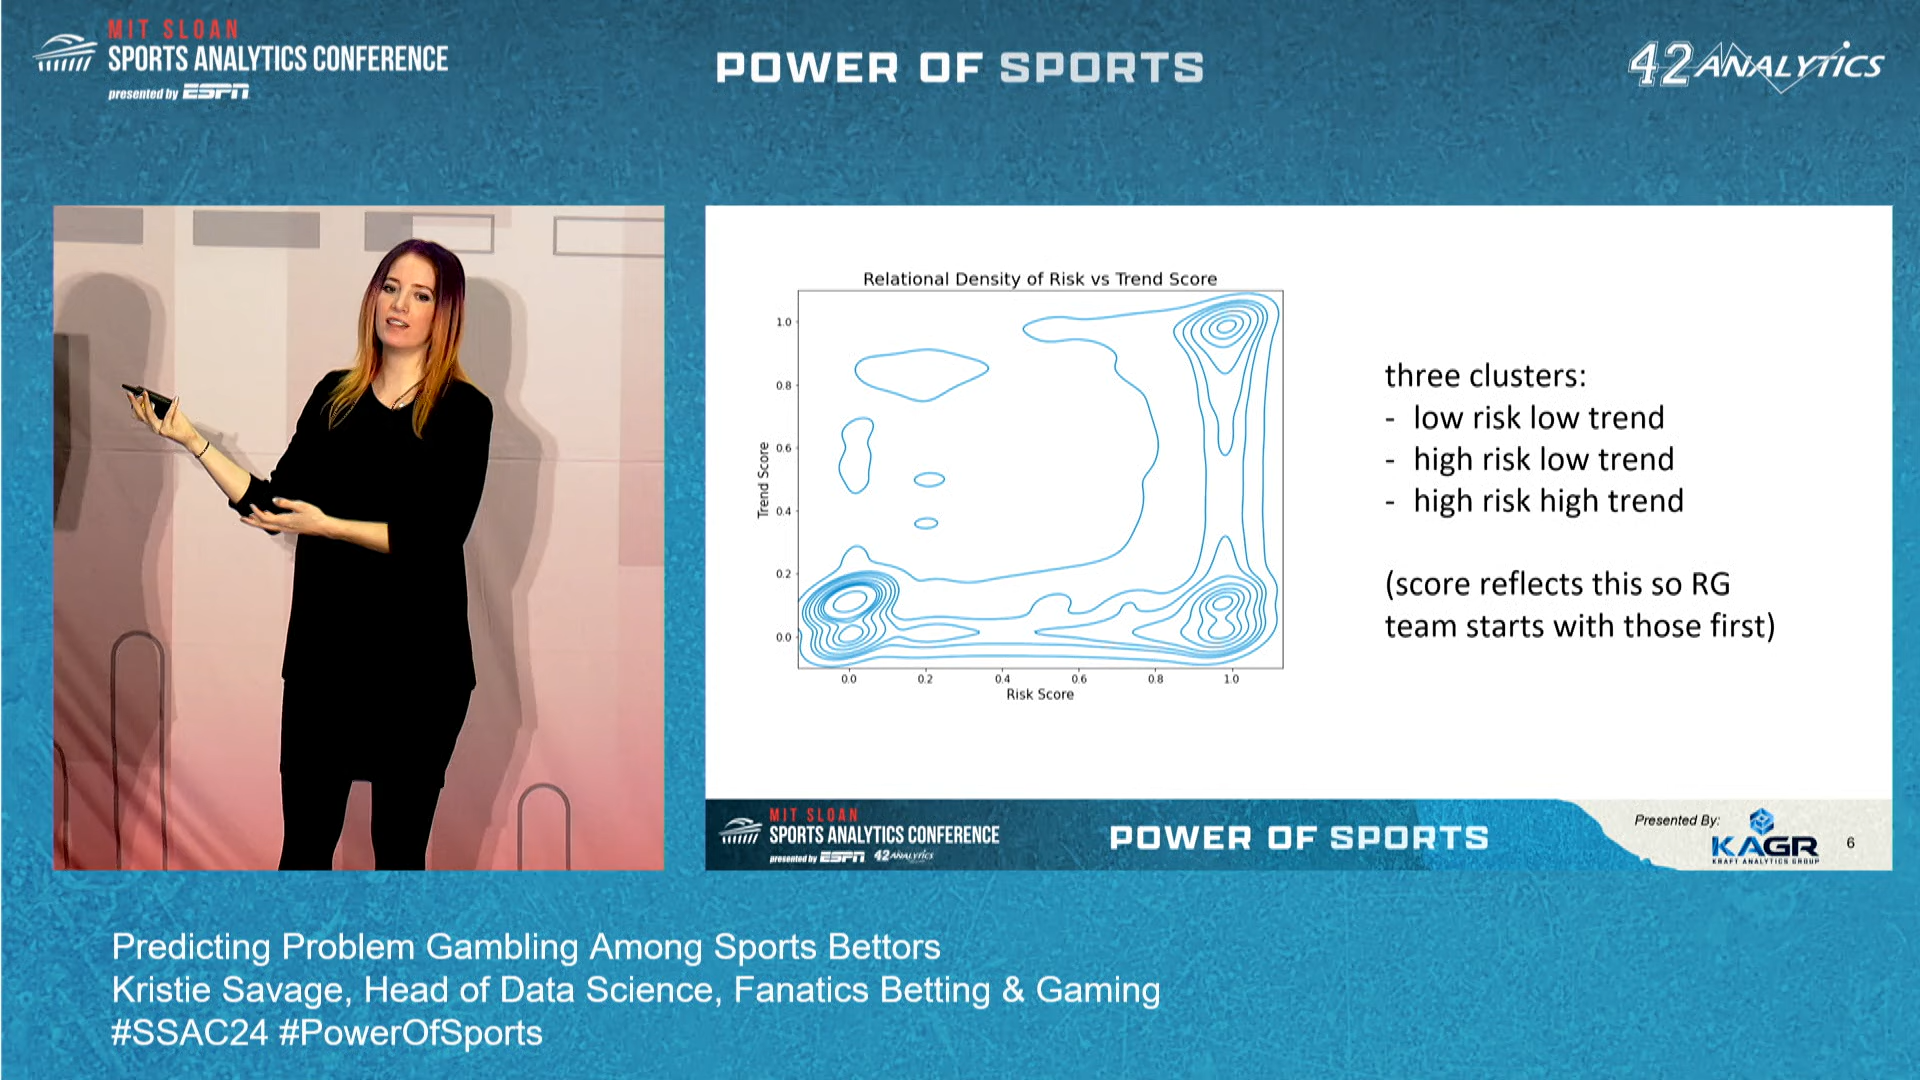 MIT SLOAN
SPORTS ANALYTICS CONFERENCE
presented by ESPN
POWER OF SPORTS
42 ANALYTICS
Relational Density of Risk vs Trend Score
1.0
0.8
0.6
0.4
0.2
0.0
Trend Score
0.0 0.2 0.4 0.6 0.8 1.0
Risk Score
three clusters:
- low risk low trend
- high risk low trend
- high risk high trend
(score reflects this so RG
team starts with those first)
MIT SLOAN
SPORTS ANALYTICS CONFERENCE
presented by ESPN 42 ANALYTICS
POWER OF SPORTS
Presented By:
KAGR
KRAFT ANALYTICS GROUP
6
Predicting Problem Gambling Among Sports Bettors
Kristie Savage, Head of Data Science, Fanatics Betting & Gaming
#SSAC24 #PowerOfSports